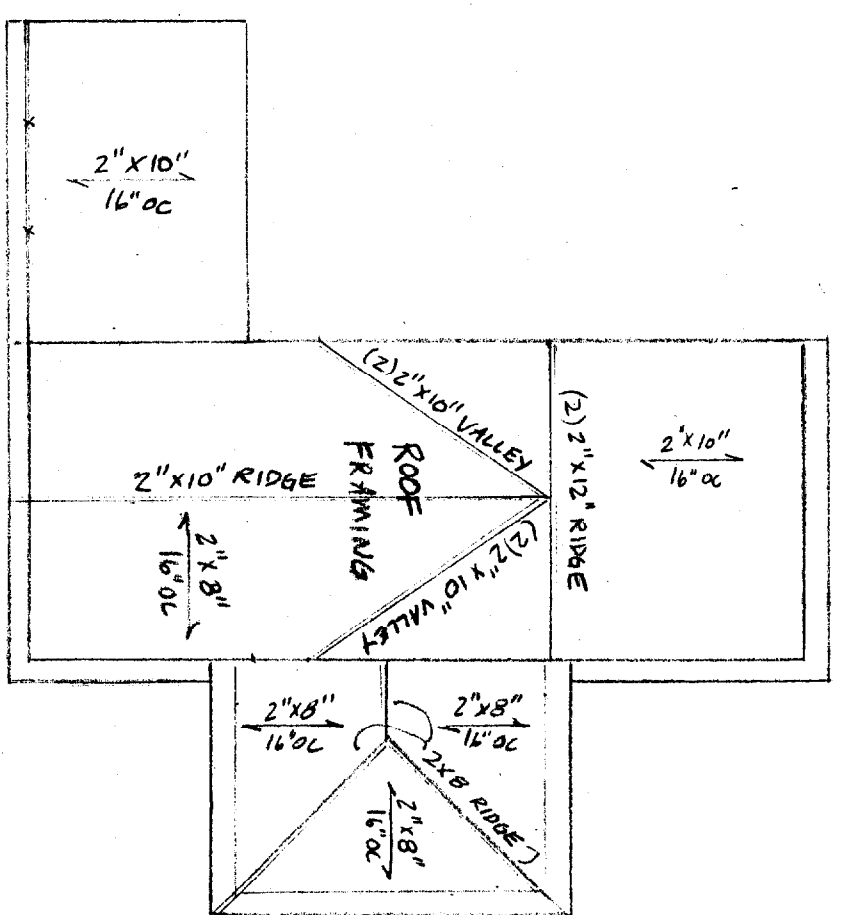 2"X10"
16"OC
(2)2"X10" VALLEY
(2)2"X12" RIDGE
2"X10"
16"OC
ROOF
FRAMING
2"X10" RIDGE
2"X8"
16"OC
(2)2"X10" VALLEY
2"X8"
16"OC
2"X8"
16"OC
2X8 RIDGE
2"X8"
16"OC